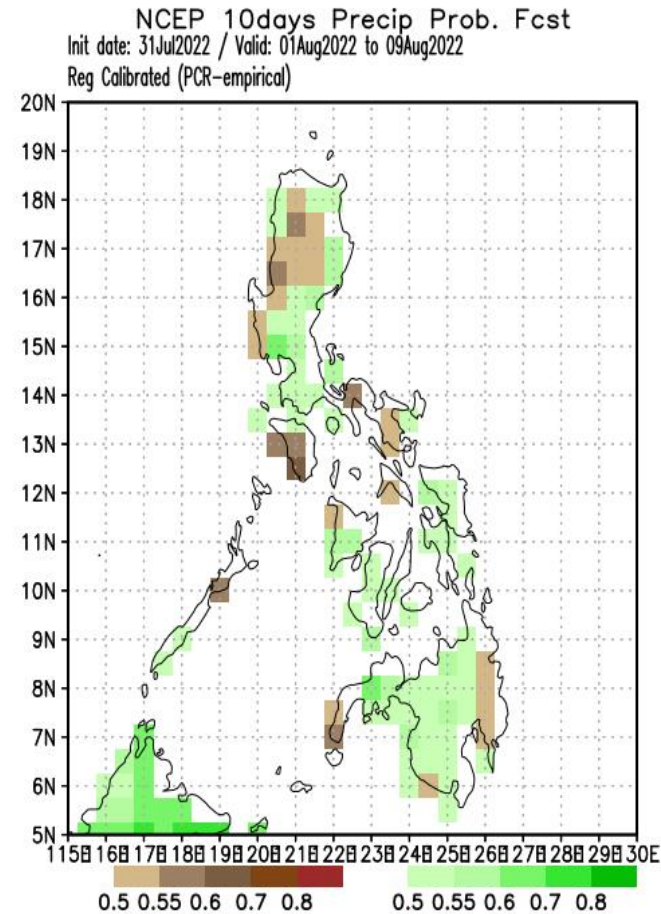 NCEP 10days Precip Prob. Fcst
Init date: 31Jul2022 / Valid: 01Aug2022 to 09Aug2022
Reg Calibrated (PCR-empirical)
20N
19N
18N
17N
16N
15N
14N
13N
12N
11N
10N
9N
8N
7N
6N
5N
115E 116E 117E 118E 119E 120E 121E 122E 123E 124E 125E 126E 127E 128E 129E 130E
0.5 0.55 0.6 0.7 0.8 0.5 0.55 0.6 0.7 0.8